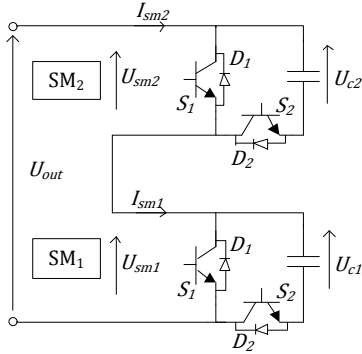 I_sm2
D_1
SM_2
U_sm2
S_1
S_2
U_c2
D_2
U_out
I_sm1
D_1
SM_1
U_sm1
S_1
S_2
U_c1
D_2